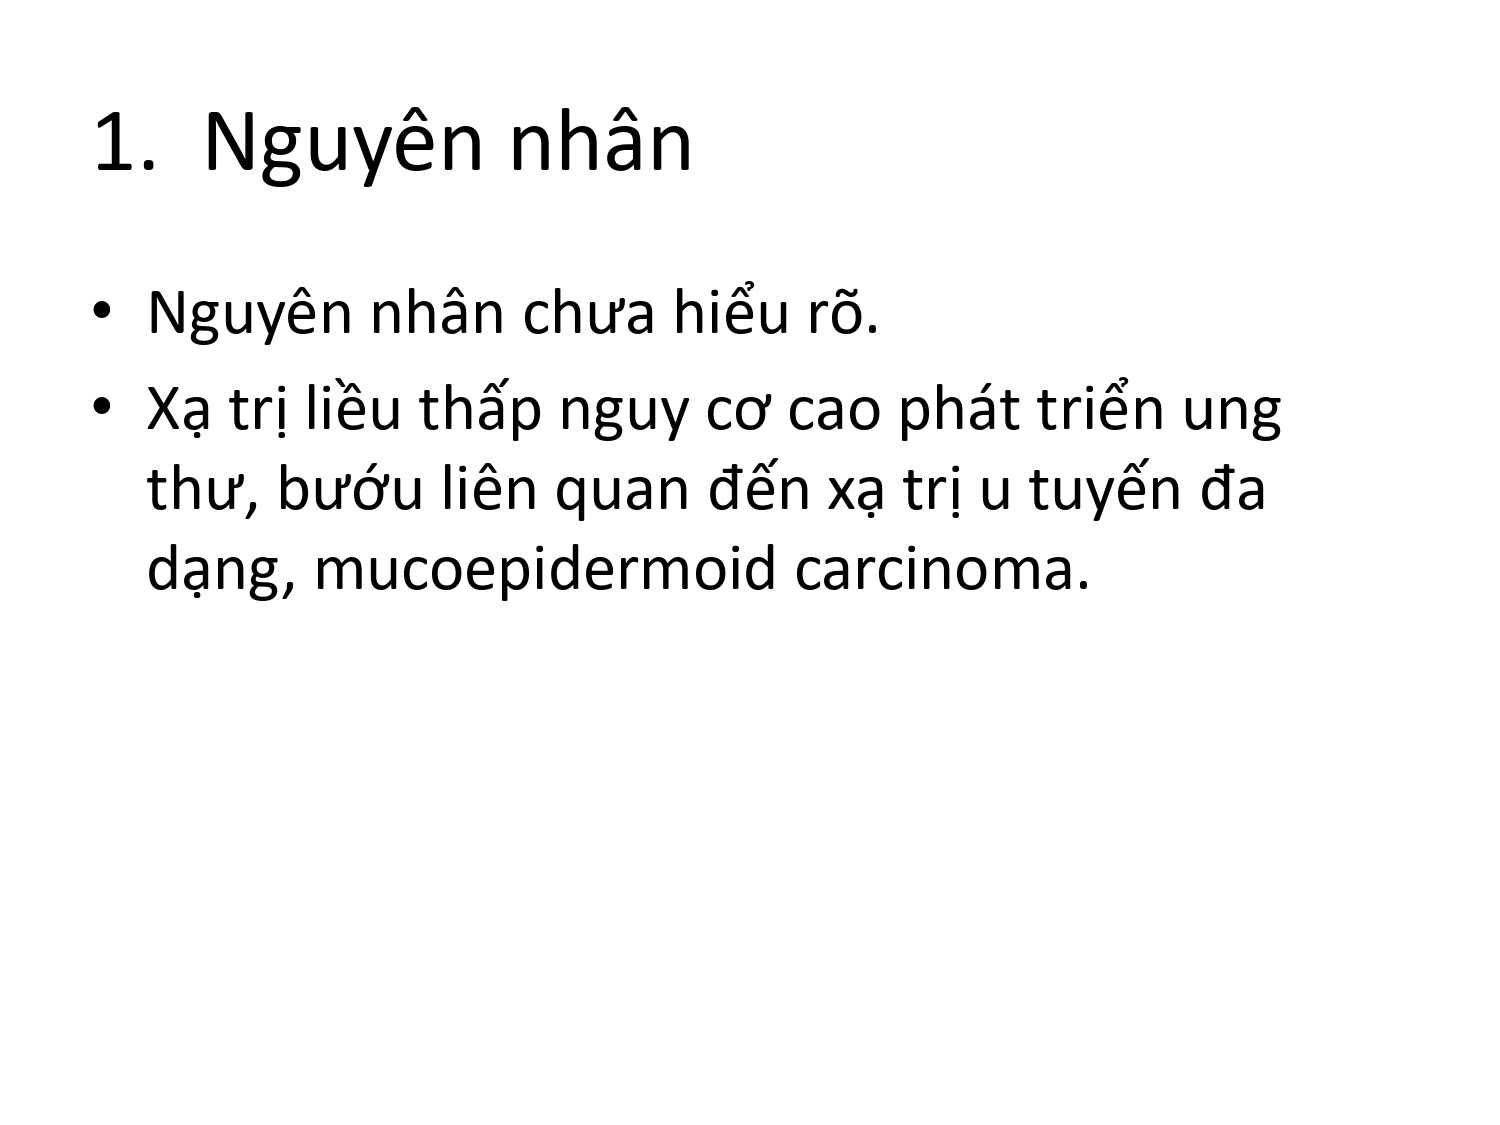 1. Nguyên nhân
• Nguyên nhân chưa hiểu rõ.
• Xạ trị liều thấp nguy cơ cao phát triển ung
thư, bướu liên quan đến xạ trị u tuyến đa
dạng, mucoepidermoid carcinoma.